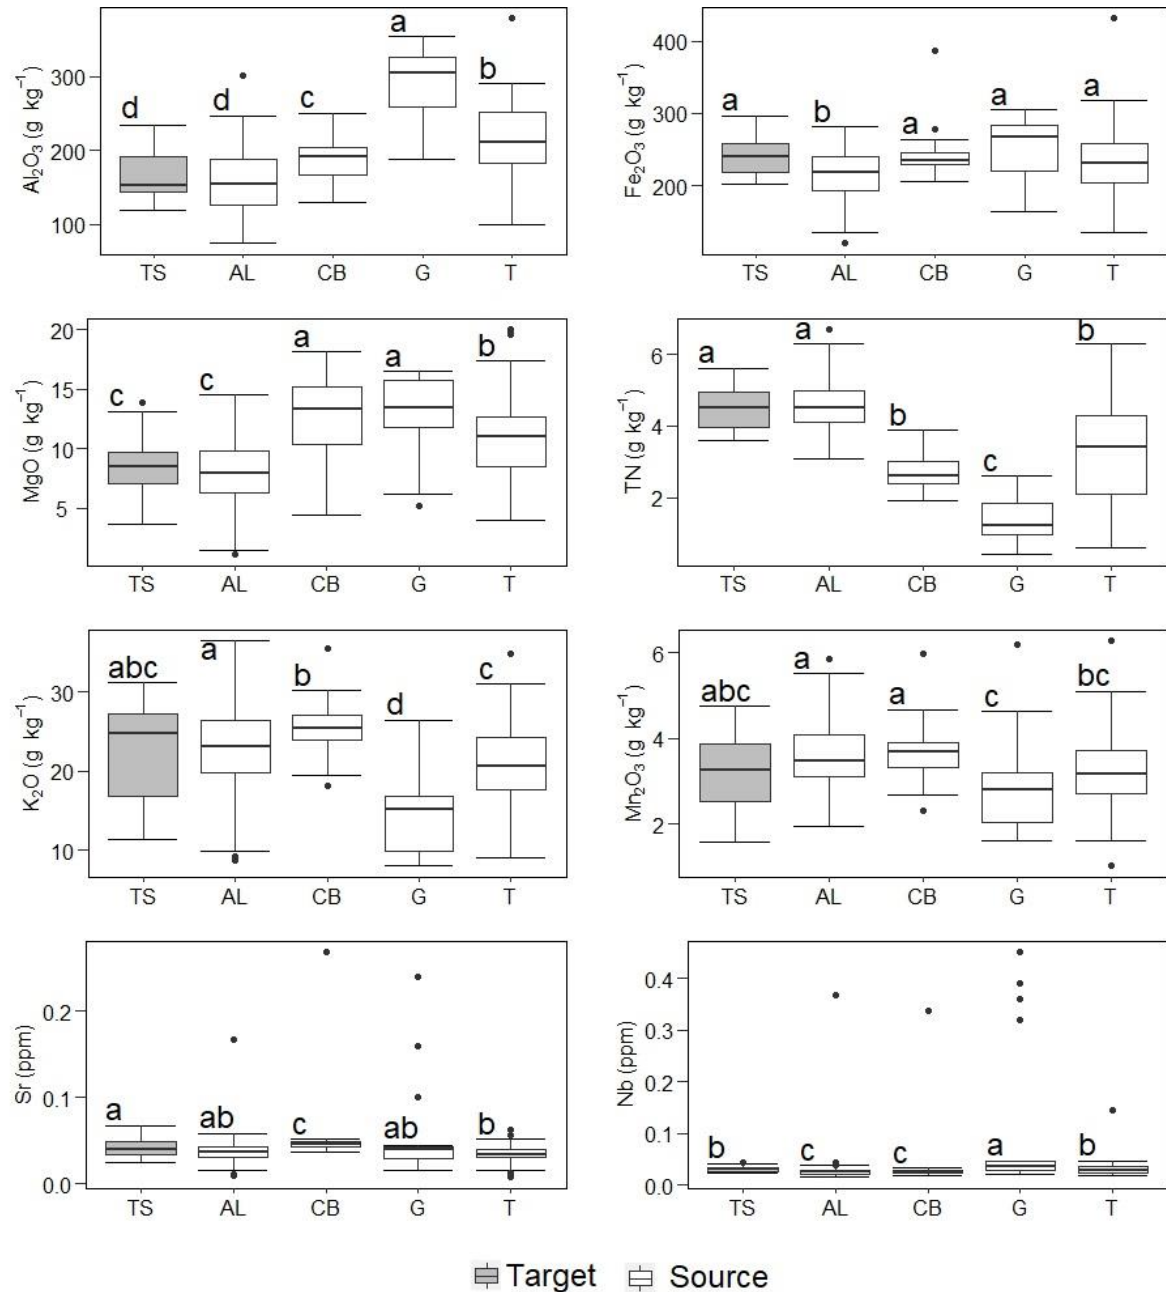 Al₂O₃ (g kg⁻¹)
300
200
100
d
d
c
a
b
TS AL CB G T
Fe₂O₃ (g kg⁻¹)
400
300
200
a
b
a
a
a
TS AL CB G T
MgO (g kg⁻¹)
20
15
10
5
c
c
a
a
b
TS AL CB G T
TN (g kg⁻¹)
6
4
2
a
a
b
c
b
TS AL CB G T
K₂O (g kg⁻¹)
30
20
10
abc
a
b
d
c
TS AL CB G T
Mn₂O₃ (g kg⁻¹)
6
4
2
abc
a
a
c
bc
TS AL CB G T
Sr (ppm)
0.2
0.1
0.0
a
ab
c
ab
b
TS AL CB G T
Nb (ppm)
0.4
0.3
0.2
0.1
0.0
b
c
c
a
b
TS AL CB G T
Target Source